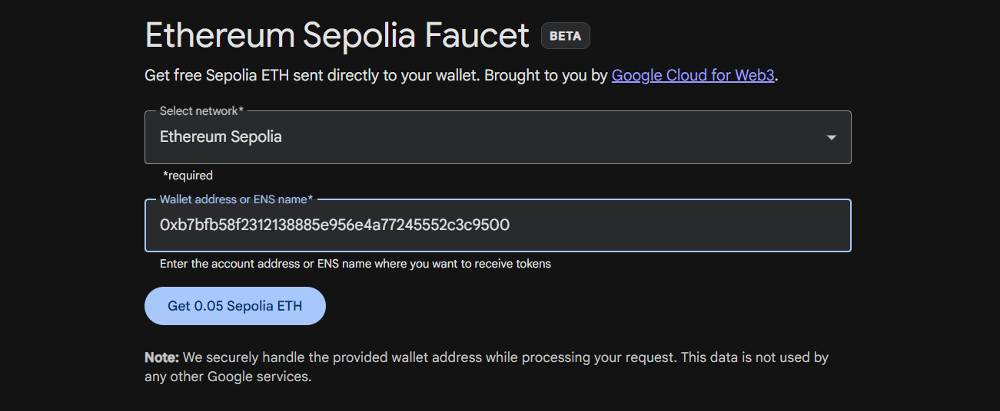 Ethereum Sepolia Faucet BETA
Get free Sepolia ETH sent directly to your wallet. Brought to you by Google Cloud for Web3.
Select network*
Ethereum Sepolia
*required
Wallet address or ENS name*
0xb7bfb58f2312138885e956e4a77245552c3c9500
Enter the account address or ENS name where you want to receive tokens
Get 0.05 Sepolia ETH
Note: We securely handle the provided wallet address while processing your request. This data is not used by
any other Google services.